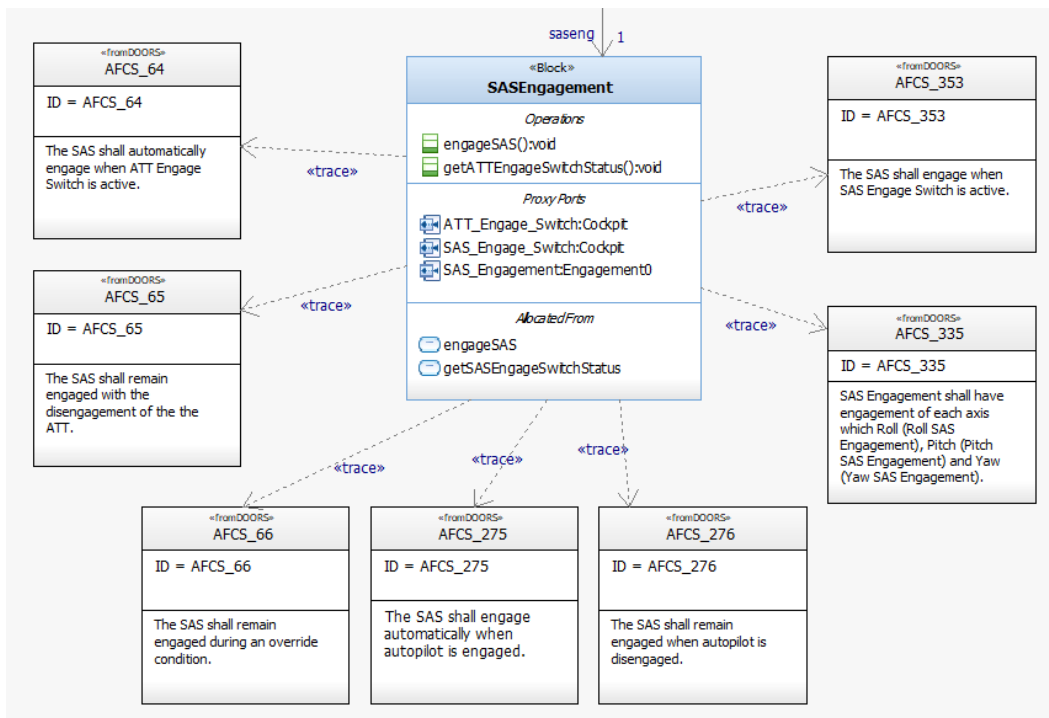 saseng
1
«fromDOORS»
AFCS_64
ID = AFCS_64
The SAS shall automatically
engage when ATT Engage
Switch is active.
«Block»
SASEngagement
Operations
engageSAS():void
getATTEngageSwitchStatus():void
Proxy Ports
ATT_Engage_Switch:Cockpit
SAS_Engage_Switch:Cockpit
SAS_Engagement:Engagement0
Allocated From
engageSAS
getSASEngageSwitchStatus
«fromDOORS»
AFCS_353
ID = AFCS_353
The SAS shall engage when
SAS Engage Switch is active.
«trace»
«trace»
«fromDOORS»
AFCS_65
ID = AFCS_65
The SAS shall remain
engaged with the
disengagement of the the
ATT.
«trace»
«trace»
«fromDOORS»
AFCS_335
ID = AFCS_335
SAS Engagement shall have
engagement of each axis
which Roll (Roll SAS
Engagement), Pitch (Pitch
SAS Engagement) and Yaw
(Yaw SAS Engagement).
«trace»
«trace»
«trace»
«fromDOORS»
AFCS_66
ID = AFCS_66
The SAS shall remain
engaged during an override
condition.
«fromDOORS»
AFCS_275
ID = AFCS_275
The SAS shall engage
automatically when
autopilot is engaged.
«fromDOORS»
AFCS_276
ID = AFCS_276
The SAS shall remain
engaged when autopilot is
disengaged.